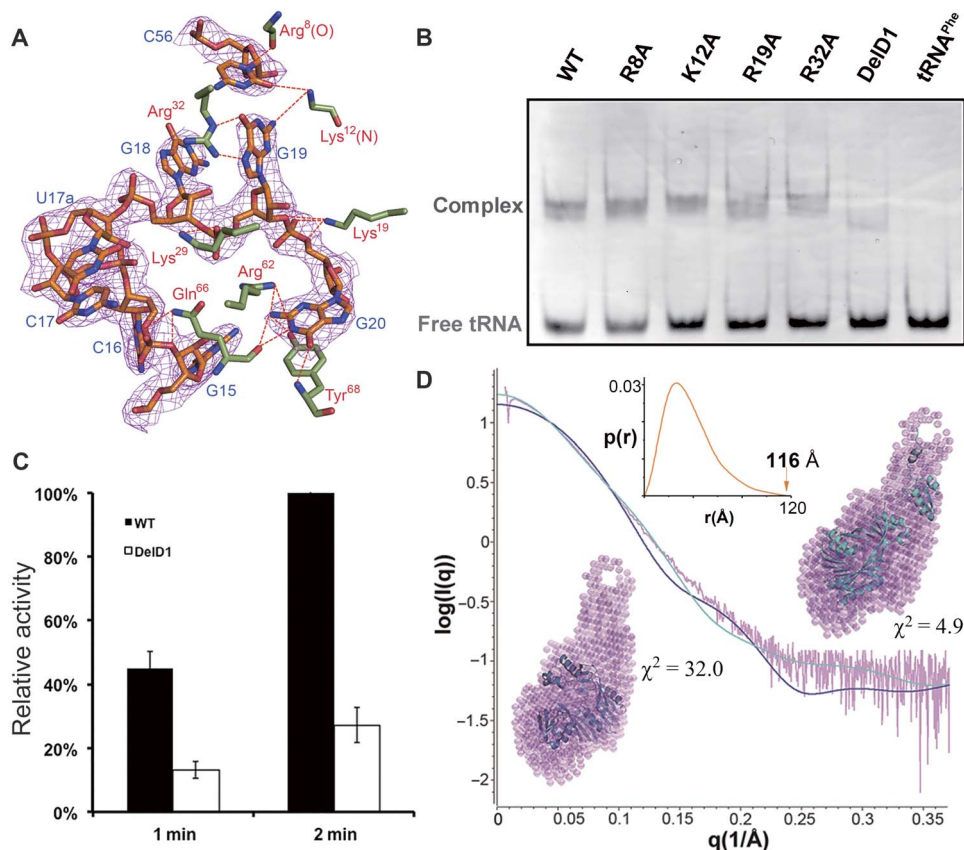 A
C56
Arg8(O)
Arg32
Lys12(N)
G18
G19
U17a
Lys19
Lys29
Arg62
Gln66
C17
G20
C16
G15
Tyr68
B
WT
R8A
K12A
R19A
R32A
DelD1
tRNAPhe
Complex
Free tRNA
C
100%
80%
60%
40%
20%
0%
WT
DelD1
Relative activity
1 min
2 min
D
1
0.5
0
−0.5
−1
−1.5
−2
log(I(q))
0
0.05
0.1
0.15
0.2
0.25
0.3
0.35
q(1/Å)
0.03
p(r)
116 Å
120
r(Å)
χ2 = 4.9
χ2 = 32.0